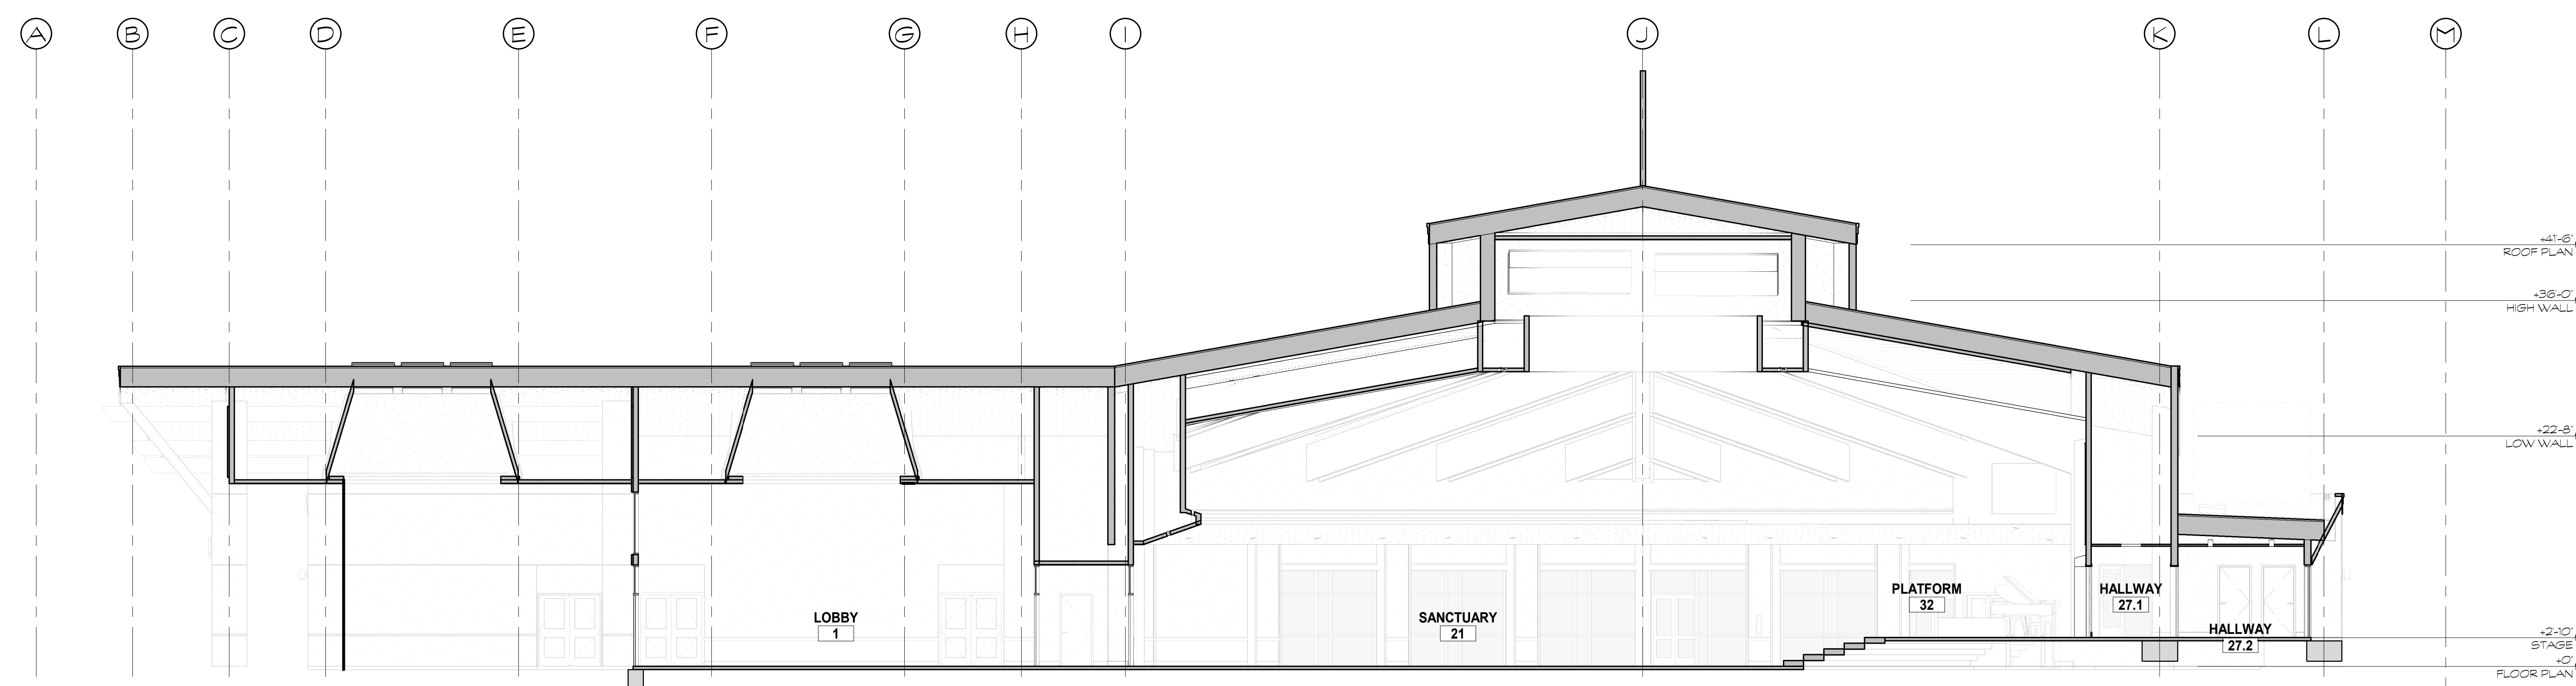 A B C D E F G H I J K L M
+41'-6"
ROOF PLAN
+36'-0"
HIGH WALL
+22'-8"
LOW WALL
PLATFORM
32
HALLWAY
27.1
LOBBY
1
SANCTUARY
21
HALLWAY
27.2
+2'-10"
STAGE
+0"
FLOOR PLAN